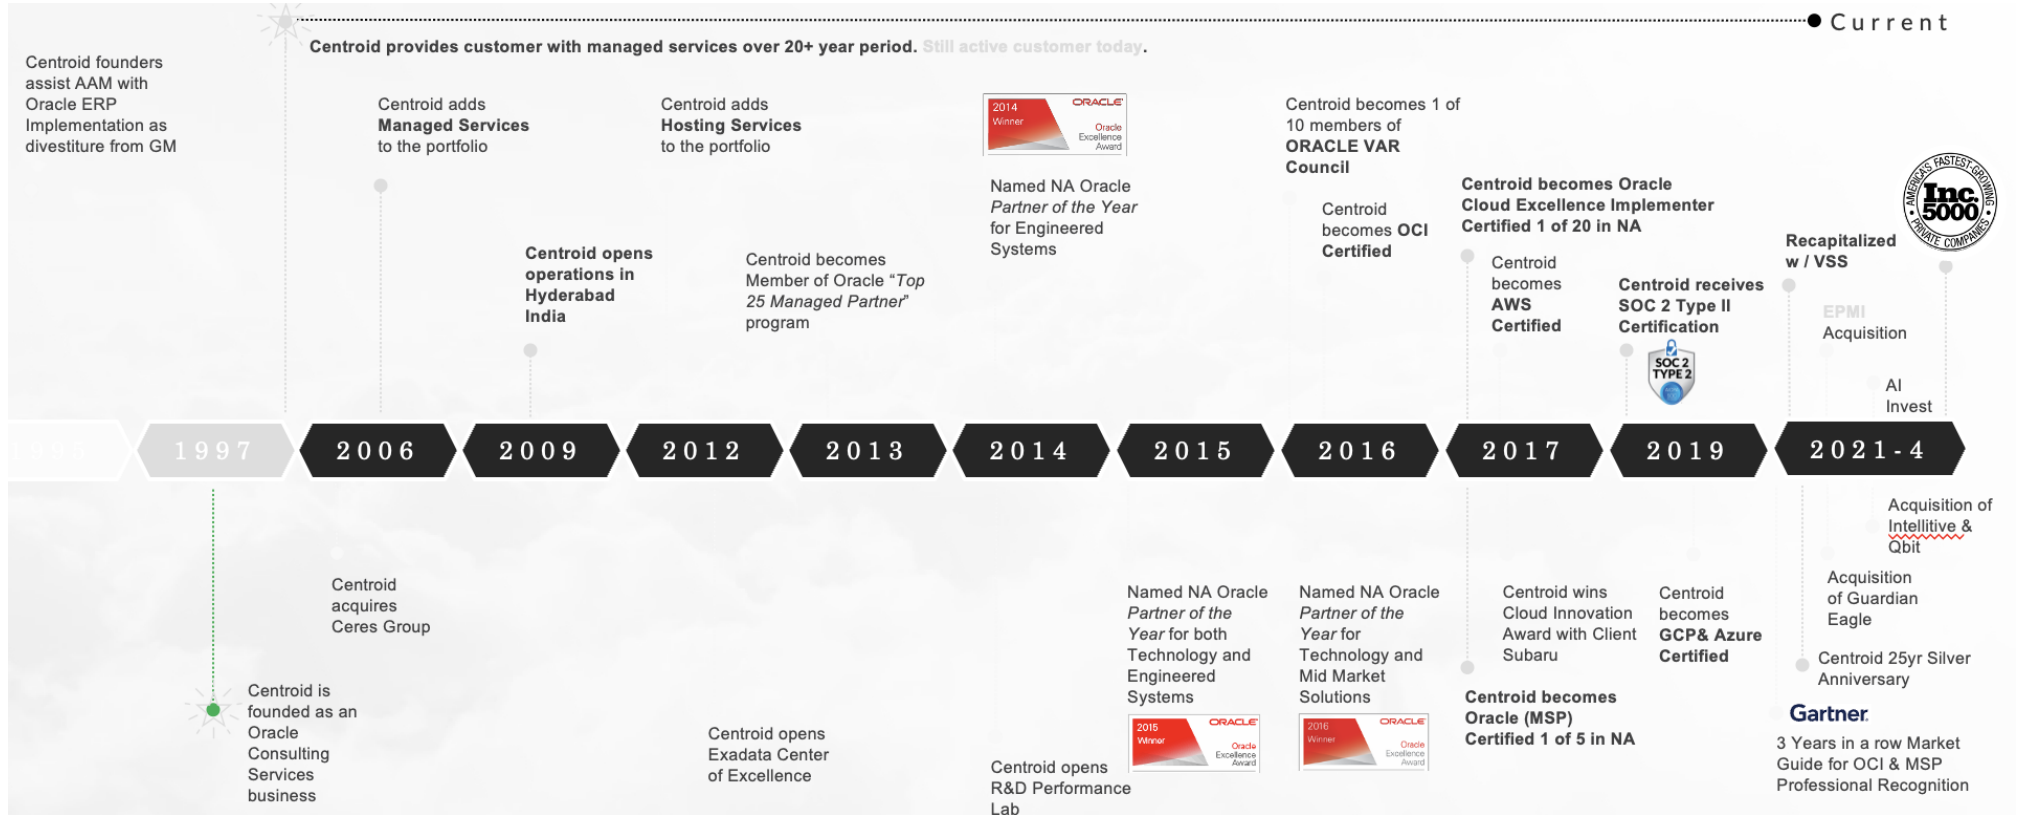 Current
Centroid provides customer with managed services over 20+ year period. Still active customer today.
Centroid founders
assist AAM with
Oracle ERP
Implementation as
divestiture from GM
Centroid adds
Managed Services
to the portfolio
Centroid opens
operations in
Hyderabad
India
Centroid adds
Hosting Services
to the portfolio
Centroid becomes
Member of Oracle “Top
25 Managed Partner”
program
2014
Winner
ORACLE
Oracle
Excellence
Award
Named NA Oracle
Partner of the Year
for Engineered
Systems
Centroid becomes 1 of
10 members of
ORACLE VAR
Council
Centroid
becomes OCI
Certified
Centroid becomes Oracle
Cloud Excellence Implementer
Certified 1 of 20 in NA
Centroid
becomes
AWS
Certified
Centroid receives
SOC 2 Type II
Certification
SOC 2
TYPE 2
Recapitalized
w / VSS
AMERICA'S FASTEST-GROWING
Inc.
5000
PRIVATE COMPANIES
EPMI
Acquisition
AI
Invest
1995
1997
2006
2009
2012
2013
2014
2015
2016
2017
2019
2021-4
Centroid is
founded as an
Oracle
Consulting
Services
business
Centroid
acquires
Ceres Group
Centroid opens
Exadata Center
of Excellence
Centroid opens
R&D Performance
Lab
Named NA Oracle
Partner of the
Year for both
Technology and
Engineered
Systems
2015
Winner
ORACLE
Oracle
Excellence
Award
Named NA Oracle
Partner of the
Year for
Technology and
Mid Market
Solutions
2016
Winner
ORACLE
Oracle
Excellence
Award
Centroid wins
Cloud Innovation
Award with Client
Subaru
Centroid becomes
Oracle (MSP)
Certified 1 of 5 in NA
Centroid
becomes
GCP& Azure
Certified
Acquisition of
Intellitive &
Qbit
Acquisition
of Guardian
Eagle
Centroid 25yr Silver
Anniversary
Gartner
3 Years in a row Market
Guide for OCI & MSP
Professional Recognition